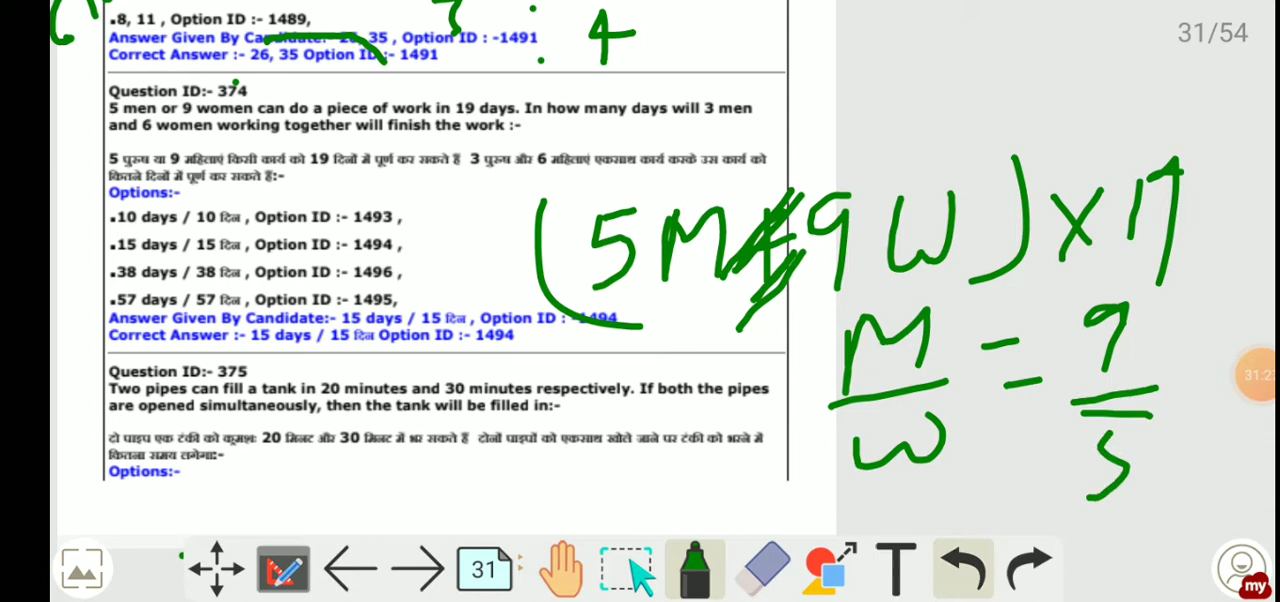 31/54
.8, 11 , Option ID :- 1489,
3 : 4
Answer Given By Candidate:- 26, 35 , Option ID : -1491
Correct Answer :- 26, 35 Option ID :- 1491
Question ID:- 374
5 men or 9 women can do a piece of work in 19 days. In how many days will 3 men
and 6 women working together will finish the work :-
5 पुरुष या 9 महिलाएं किसी कार्य को 19 दिनों में पूर्ण कर सकते हैं 3 पुरुष और 6 महिलाएं एकसाथ कार्य करके उस कार्य को
कितने दिनों में पूर्ण कर सकते हैं:-
Options:-
.10 days / 10 दिन , Option ID :- 1493 ,
.15 days / 15 दिन , Option ID :- 1494 ,
.38 days / 38 दिन , Option ID :- 1496 ,
.57 days / 57 दिन , Option ID :- 1495,
Answer Given By Candidate:- 15 days / 15 दिन , Option ID : -1494
Correct Answer :- 15 days / 15 दिन Option ID :- 1494
(5M 9W) × 19
M/W = 9/5
Question ID:- 375
Two pipes can fill a tank in 20 minutes and 30 minutes respectively. If both the pipes
are opened simultaneously, then the tank will be filled in:-
दो पाइप एक टंकी को कृमशः 20 मिनट और 30 मिनट में भर सकते हैं दोनों पाइपों को एकसाथ खोले जाने पर टंकी को भरने में
कितना समय लगेगा:-
Options:-
31:2
31
T
my